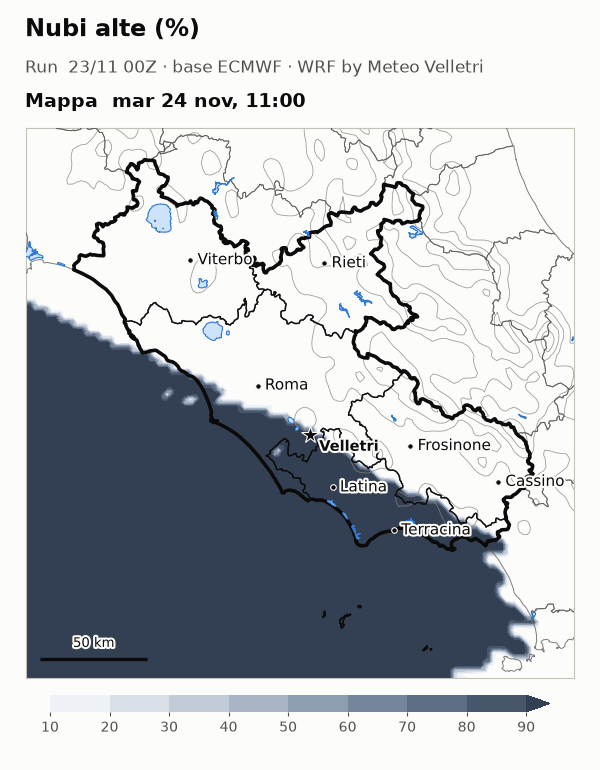 Nubi alte (%)
Run  23/11 00Z · base ECMWF · WRF by Meteo Velletri
Mappa  mar 24 nov, 11:00
Viterbo
Rieti
Roma
Velletri
Frosinone
Cassino
Latina
Terracina
50 km
10 20 30 40 50 60 70 80 90